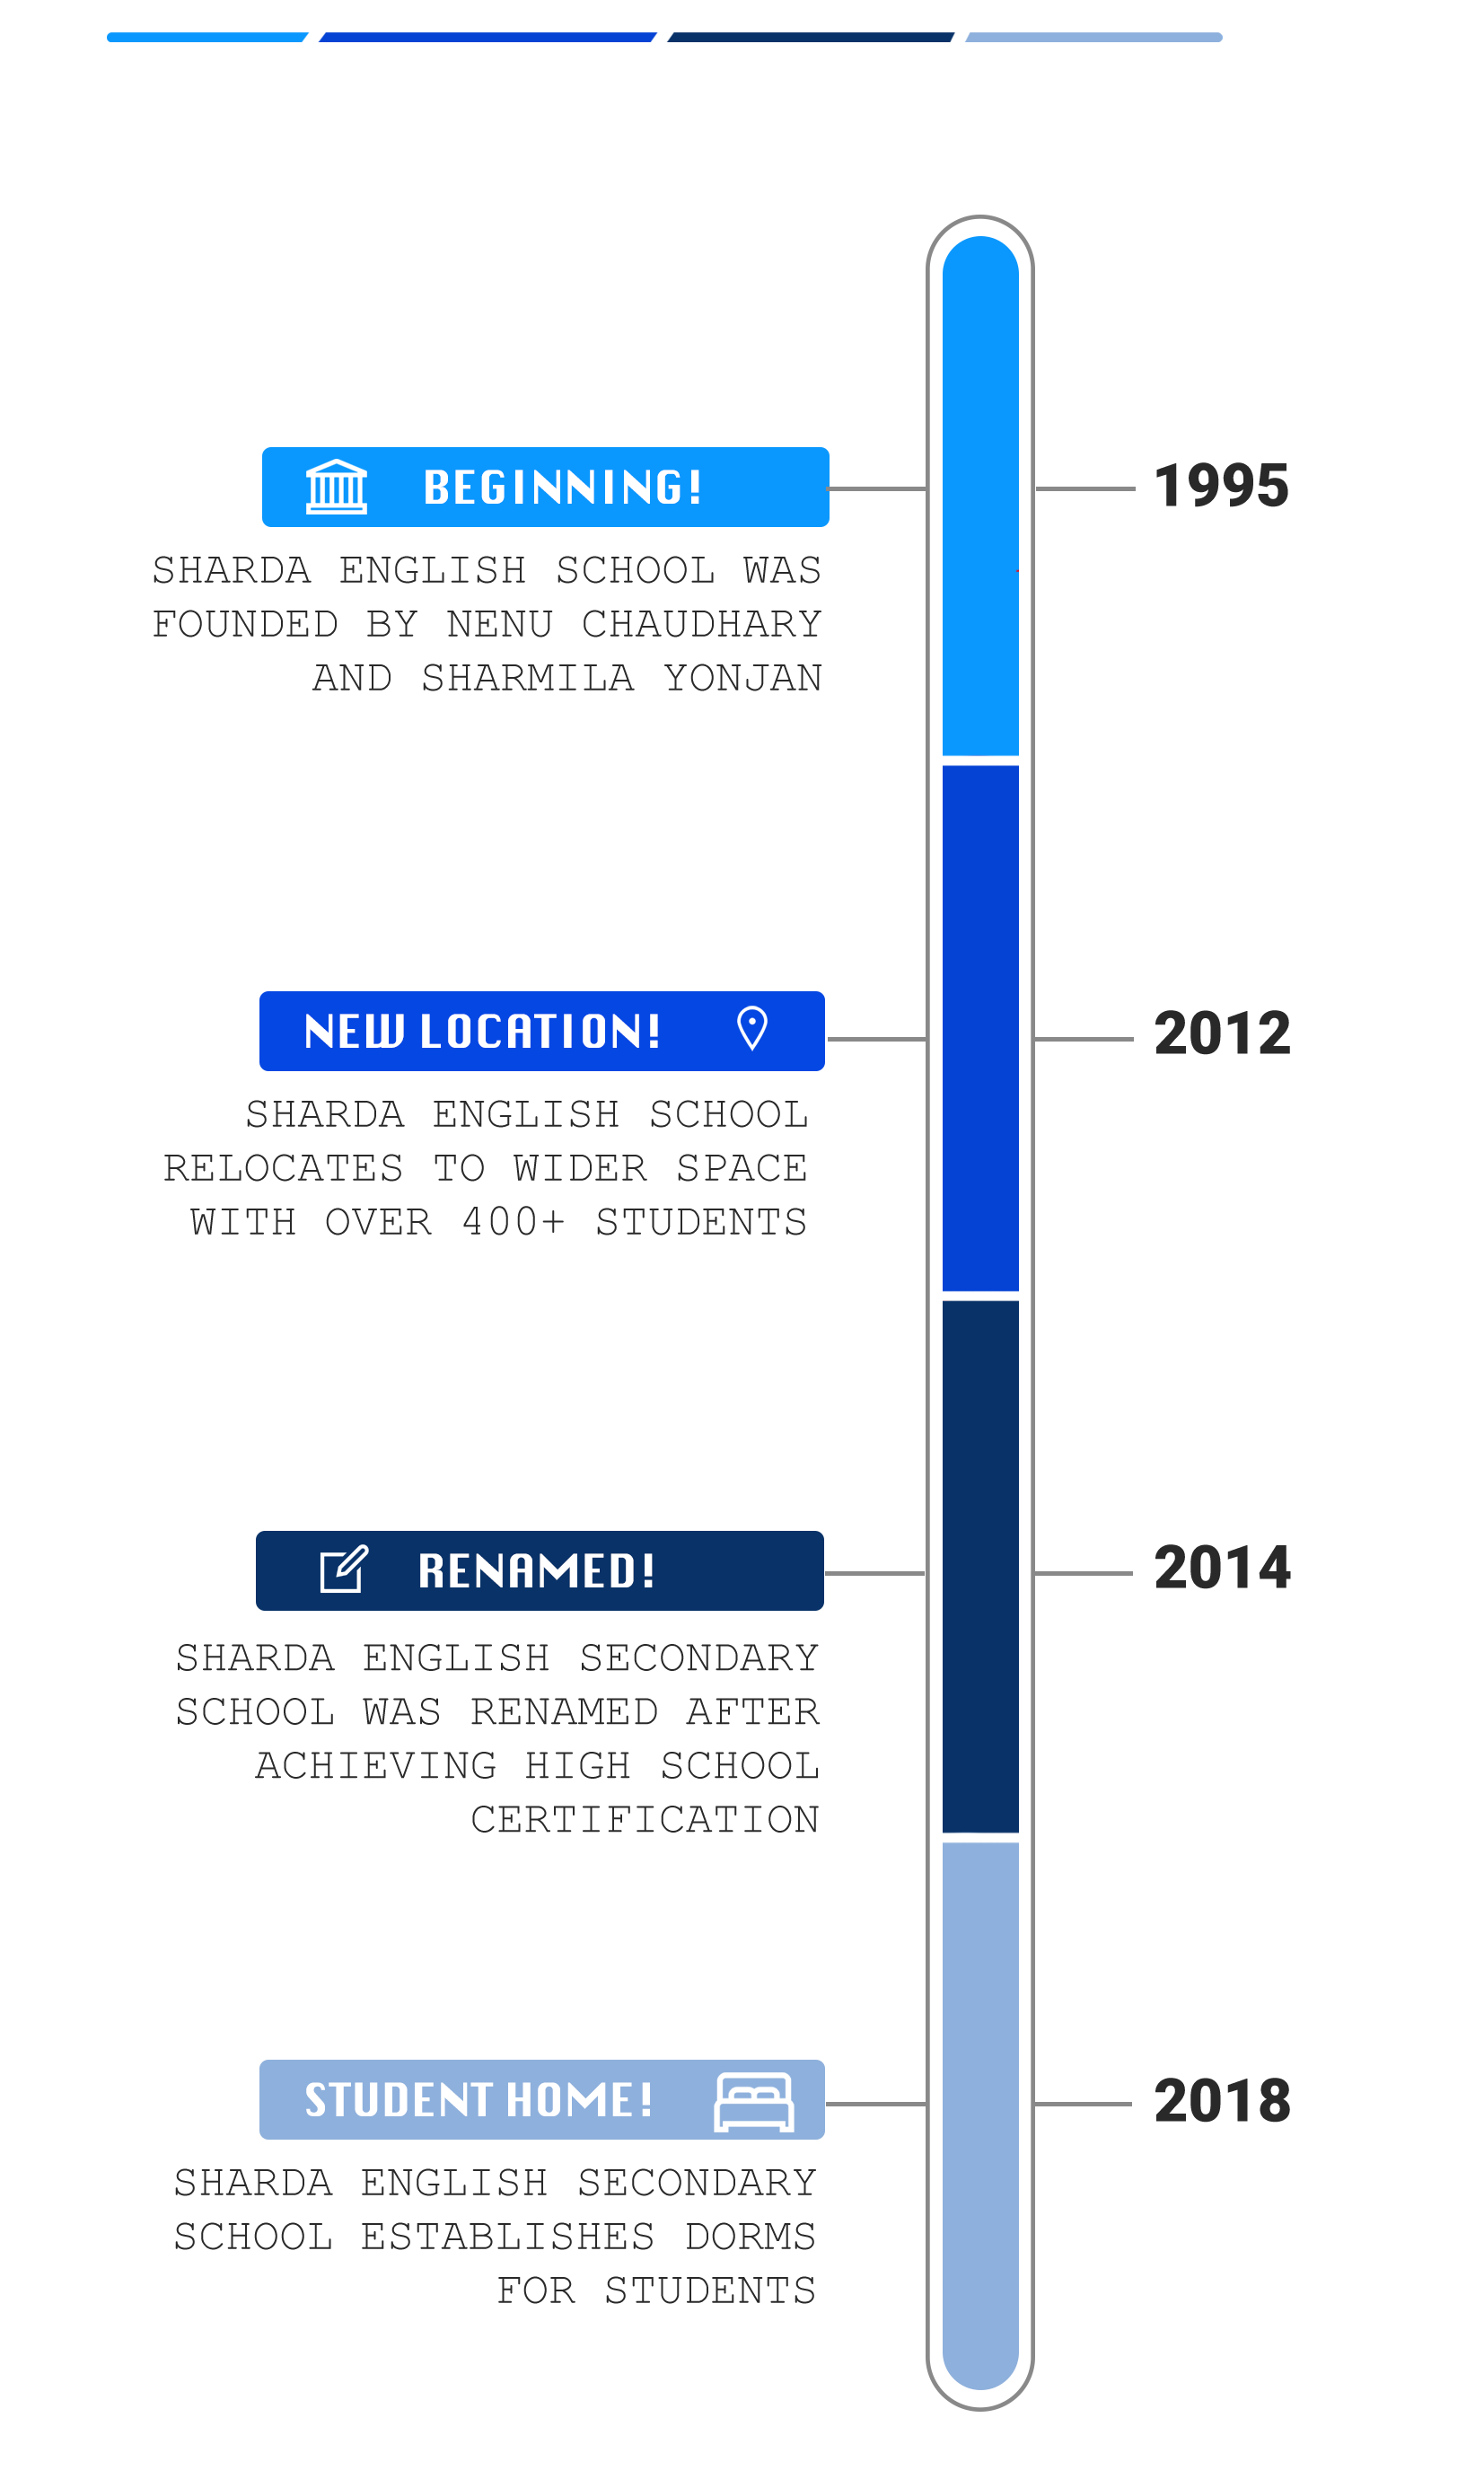 BEGINNING!
1995
SHARDA ENGLISH SCHOOL WAS
FOUNDED BY NENU CHAUDHARY
AND SHARMILA YONJAN
NEW LOCATION!
2012
SHARDA ENGLISH SCHOOL
RELOCATES TO WIDER SPACE
WITH OVER 400+ STUDENTS
RENAMED!
2014
SHARDA ENGLISH SECONDARY
SCHOOL WAS RENAMED AFTER
ACHIEVING HIGH SCHOOL
CERTIFICATION
STUDENT HOME!
2018
SHARDA ENGLISH SECONDARY
SCHOOL ESTABLISHES DORMS
FOR STUDENTS